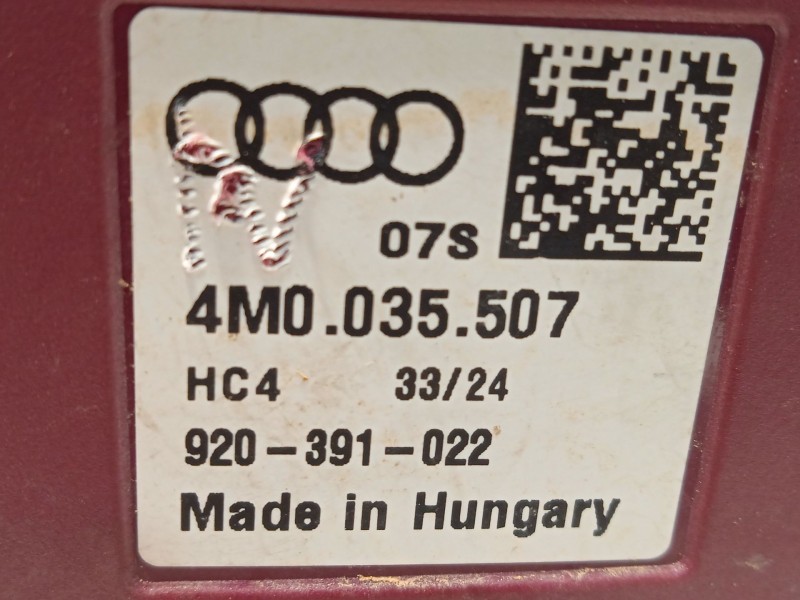 07S
4M0.035.507
HC4 33/24
920-391-022
Made in Hungary